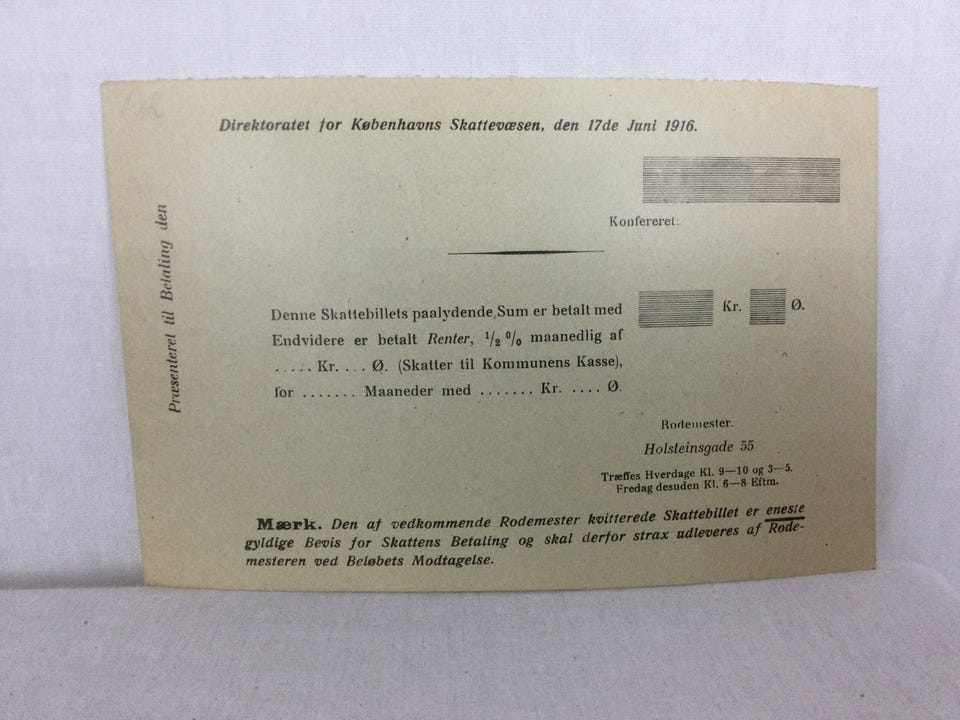 Direktoratet for Københavns Skattevæsen, den 17de Juni 1916.
Konfereret:
Præsenteret til Betaling den
Denne Skattebillets paalydende Sum er betalt med Kr. Ø.
Endvidere er betalt Renter, 1/2 % maanedlig af
..... Kr. ... Ø. (Skatter til Kommunens Kasse),
for ....... Maaneder med ....... Kr. .... Ø.
Rodemester.
Holsteinsgade 55
Træffes Hverdage Kl. 9—10 og 3—5.
Fredag desuden Kl. 6—8 Eftm.
Mærk. Den af vedkommende Rodemester kvitterede Skattebillet er eneste
gyldige Bevis for Skattens Betaling og skal derfor strax udleveres af Rode-
mesteren ved Beløbets Modtagelse.